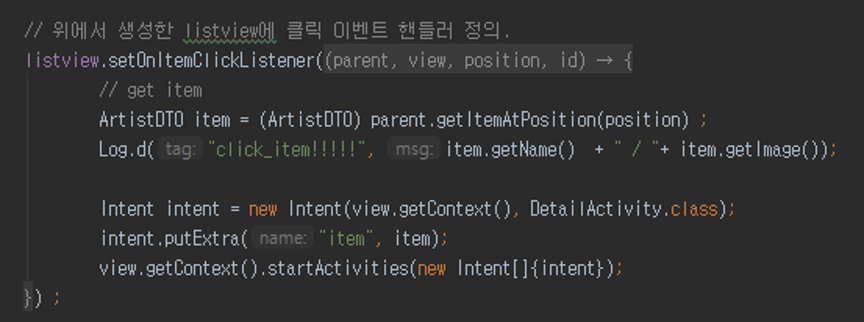 // 위에서 생성한 listview에 클릭 이벤트 핸들러 정의.
listview.setOnItemClickListener((parent, view, position, id) → {
// get item
ArtistDTO item = (ArtistDTO) parent.getItemAtPosition(position) ;
Log.d( tag: "click_item!!!!!", msg: item.getName()  + " / "+ item.getImage());
Intent intent = new Intent(view.getContext(), DetailActivity.class);
intent.putExtra( name: "item", item);
view.getContext().startActivities(new Intent[]{intent});
}) ;